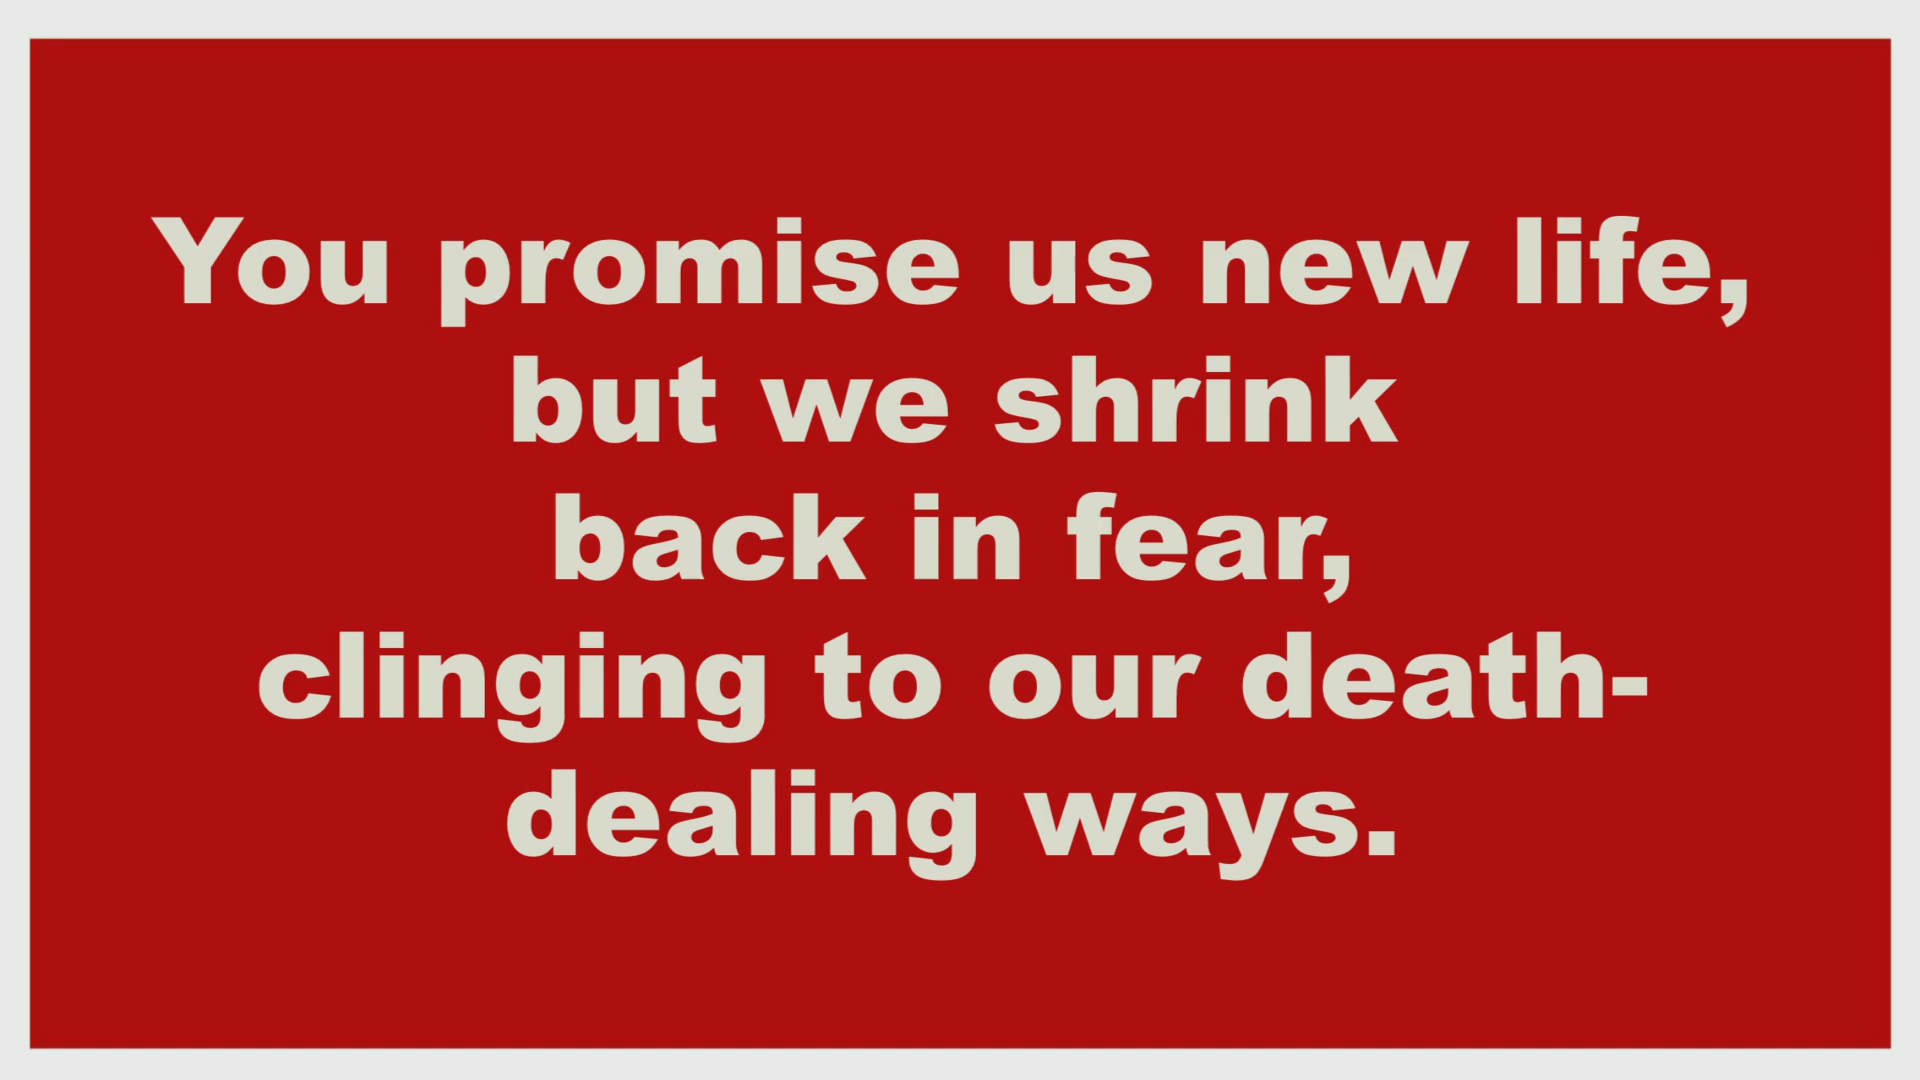 You promise us new life,
but we shrink
back in fear,
clinging to our death-
dealing ways.